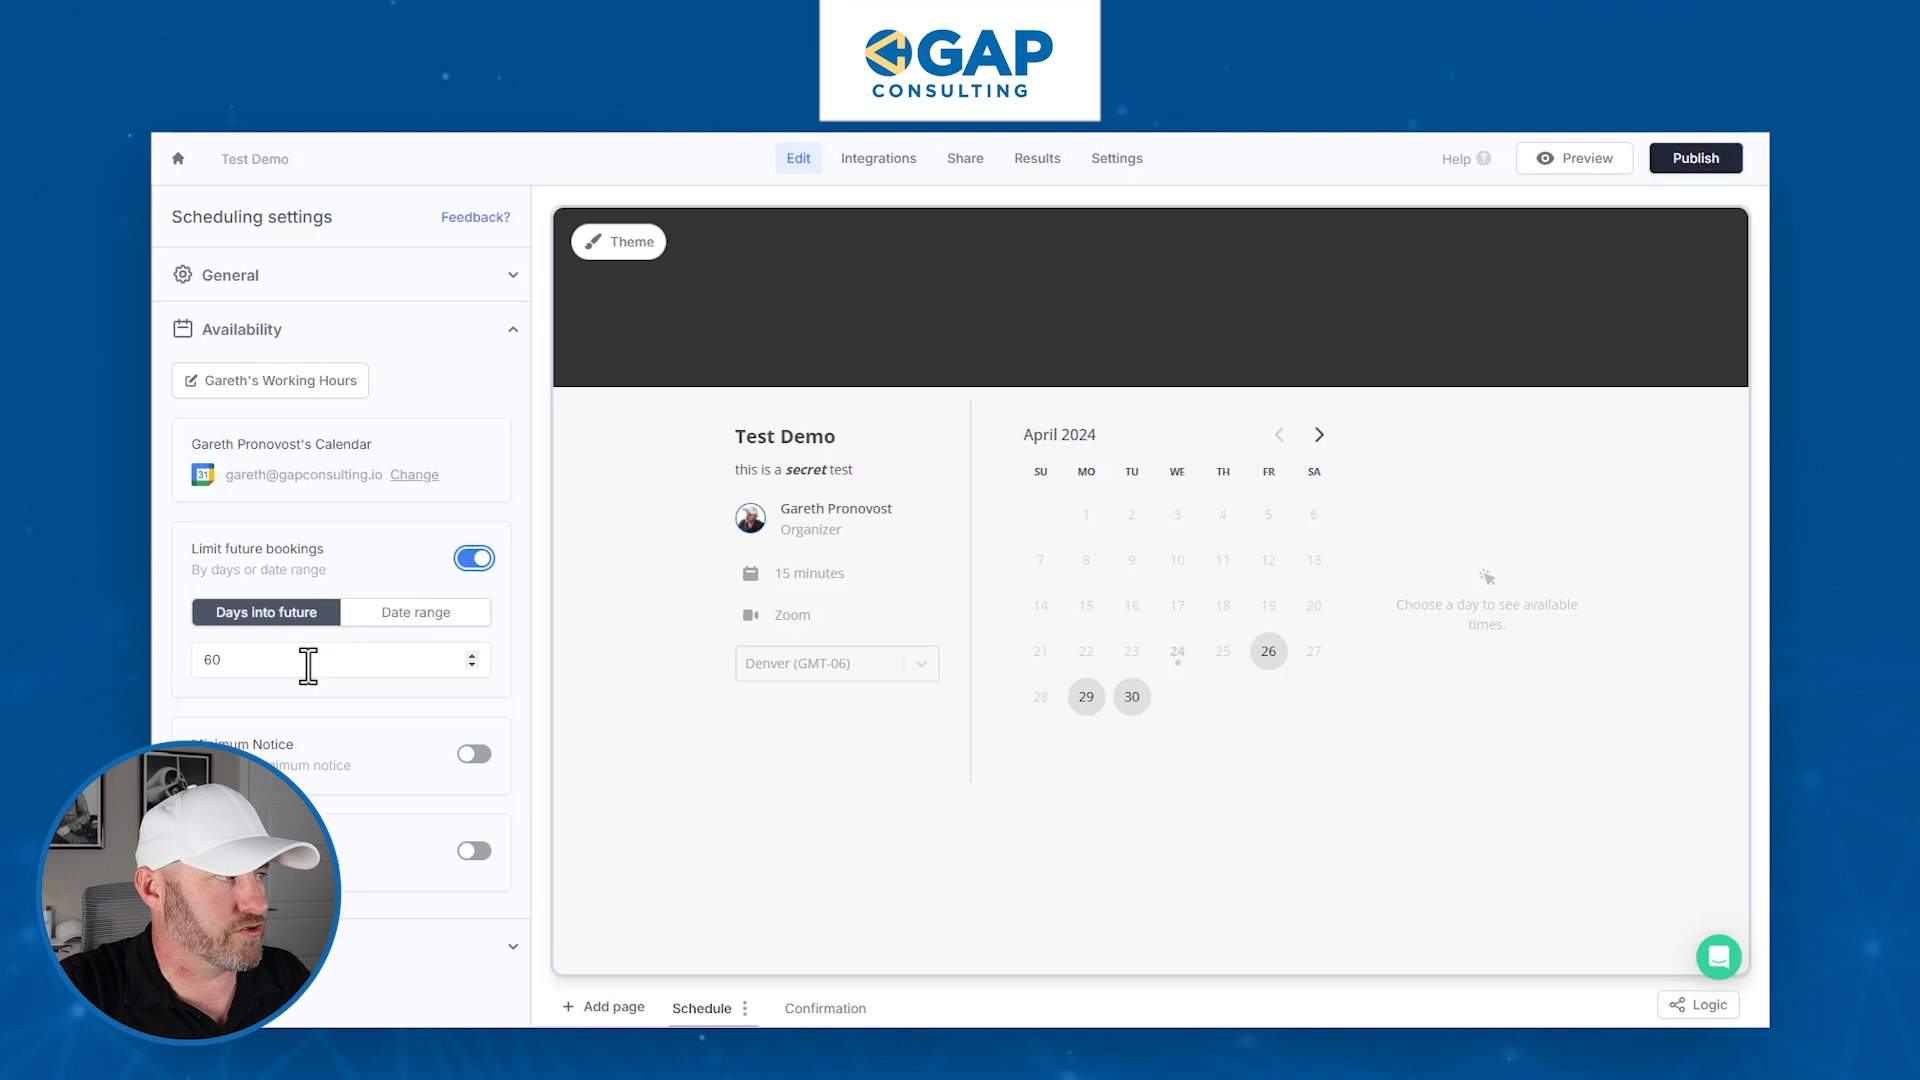 GAP
CONSULTING
Test Demo
Edit
Integrations
Share
Results
Settings
Help
Preview
Publish
Scheduling settings
Feedback?
General
Availability
Gareth's Working Hours
Gareth Pronovost's Calendar
31
gareth@gapconsulting.io Change
Limit future bookings
By days or date range
Days into future
Date range
60
Minimum Notice
minimum notice
Theme
Test Demo
this is a secret test
Gareth Pronovost
Organizer
15 minutes
Zoom
Denver (GMT-06)
April 2024
SU MO TU WE TH FR SA
1 2 3 4 5 6
7 8 9 10 11 12 13
14 15 16 17 18 19 20
21 22 23 24 25 26 27
28 29 30
Choose a day to see available
times.
+ Add page
Schedule
Confirmation
Logic